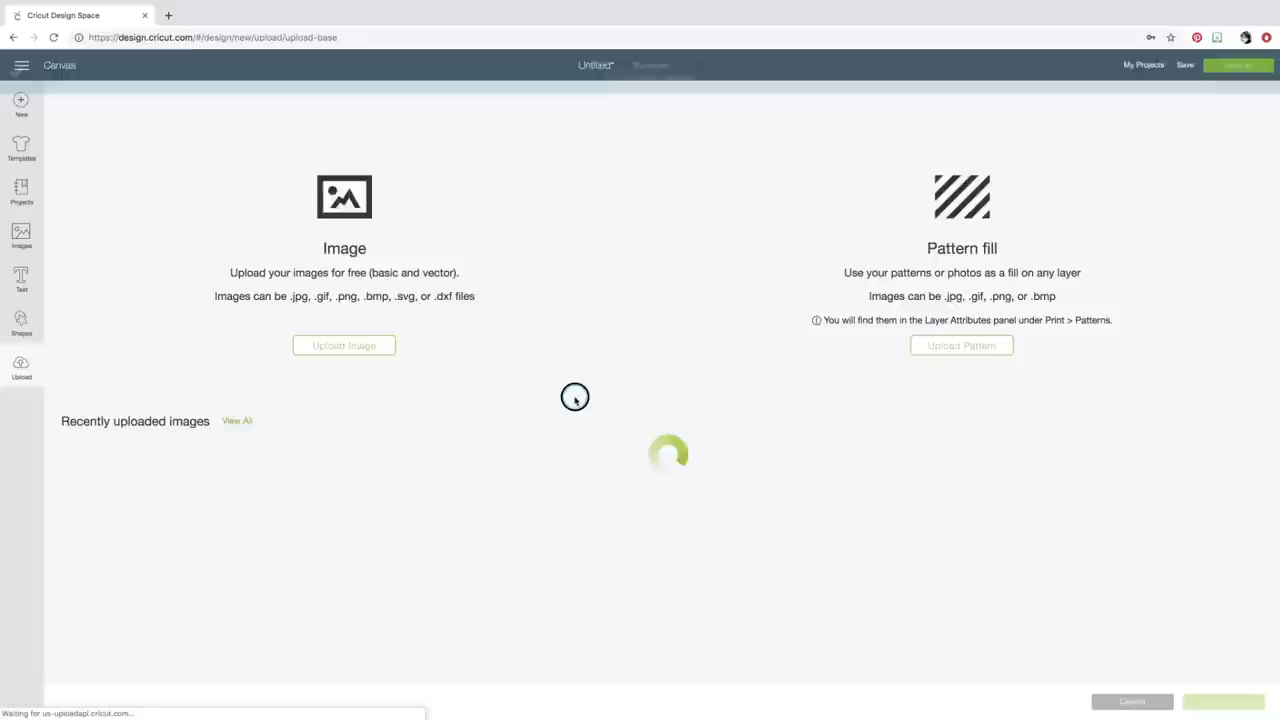 Cricut Design Space
https://design.cricut.com/#/design/new/upload/upload-base
Canvas
Untitled*
My Projects
Save
New
Templates
Projects
Images
Text
Shapes
Upload
Image
Upload your images for free (basic and vector).
Images can be .jpg, .gif, .png, .bmp, .svg, or .dxf files
Upload Image
Pattern fill
Use your patterns or photos as a fill on any layer
Images can be .jpg, .gif, .png, or .bmp
You will find them in the Layer Attributes panel under Print > Patterns.
Upload Pattern
Recently uploaded images View All
Cancel
Waiting for us-uploadapi.cricut.com...